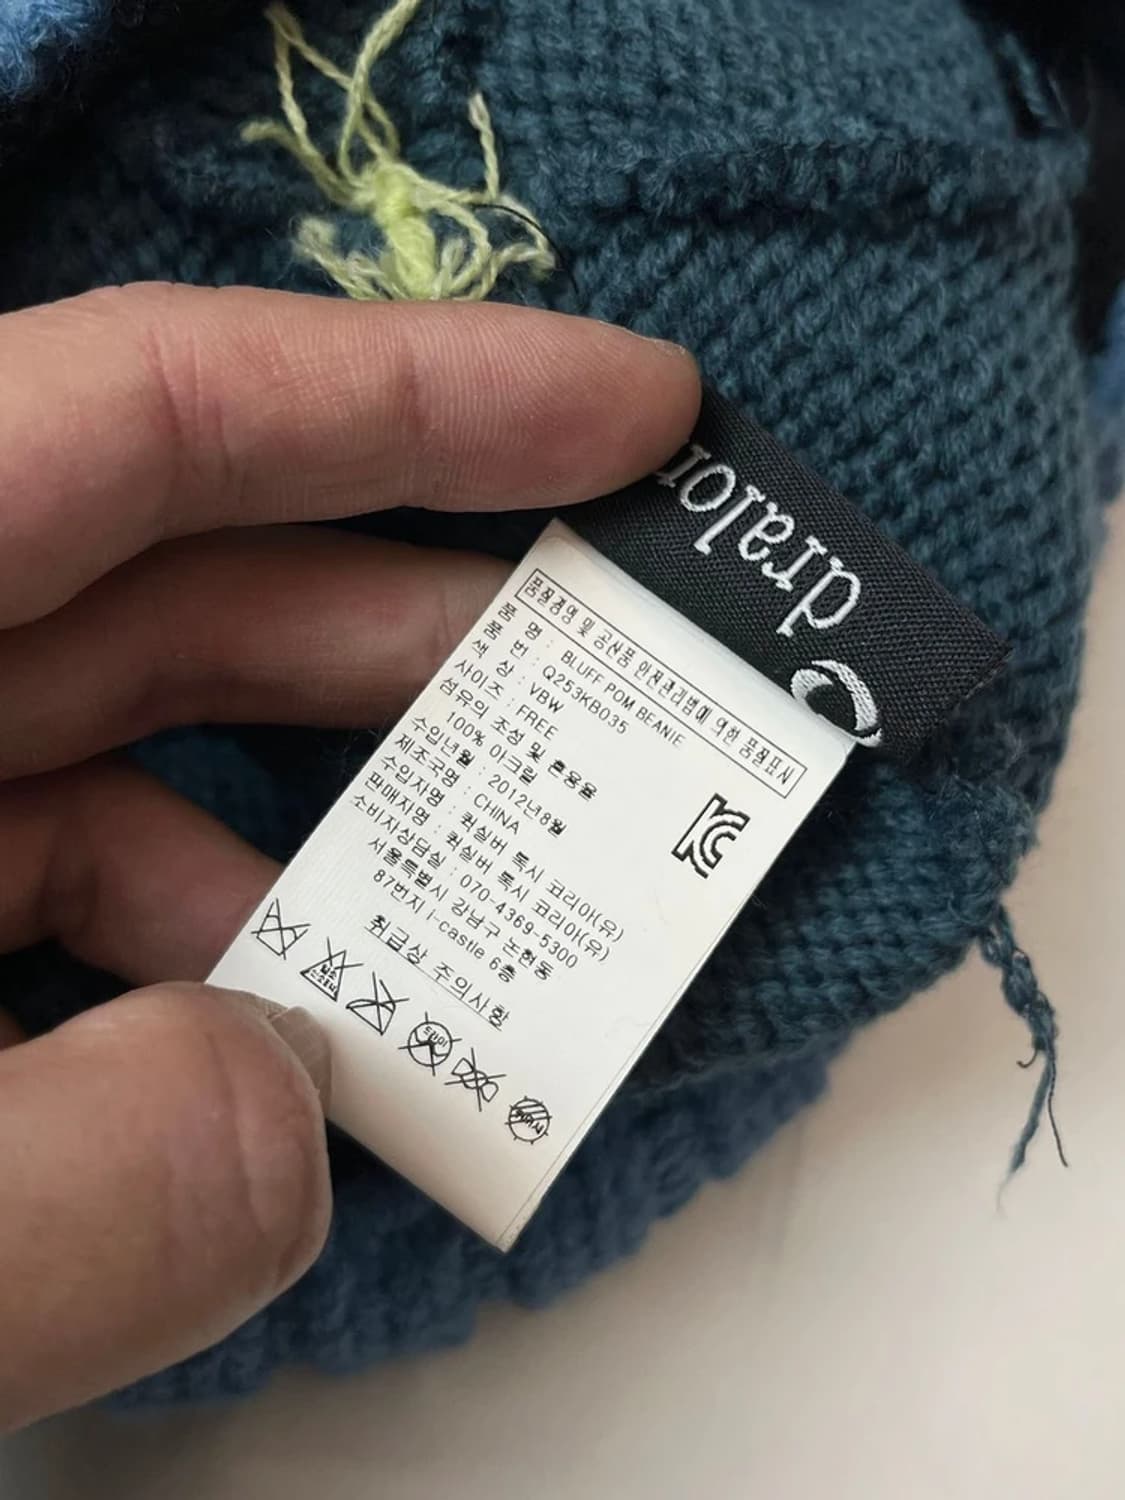 dralon
품질경영 및 공산품 안전관리법에 의한 품질표시
품 명 : BLUFF POM BEANIE
품 번 : Q253KB035
색 상 : VBW
사이즈 : FREE
섬유의 조성 및 혼용율
100% 아크릴
수입년월 : 2012년8월
제조국명 : CHINA
수입자명 : 퀵실버 록시 코리아(유)
판매자명 : 퀵실버 록시 코리아(유)
소비자상담실 : 070-4369-5300
서울특별시 강남구 논현동
87번지 i-castle 6층
취급상 주의사항